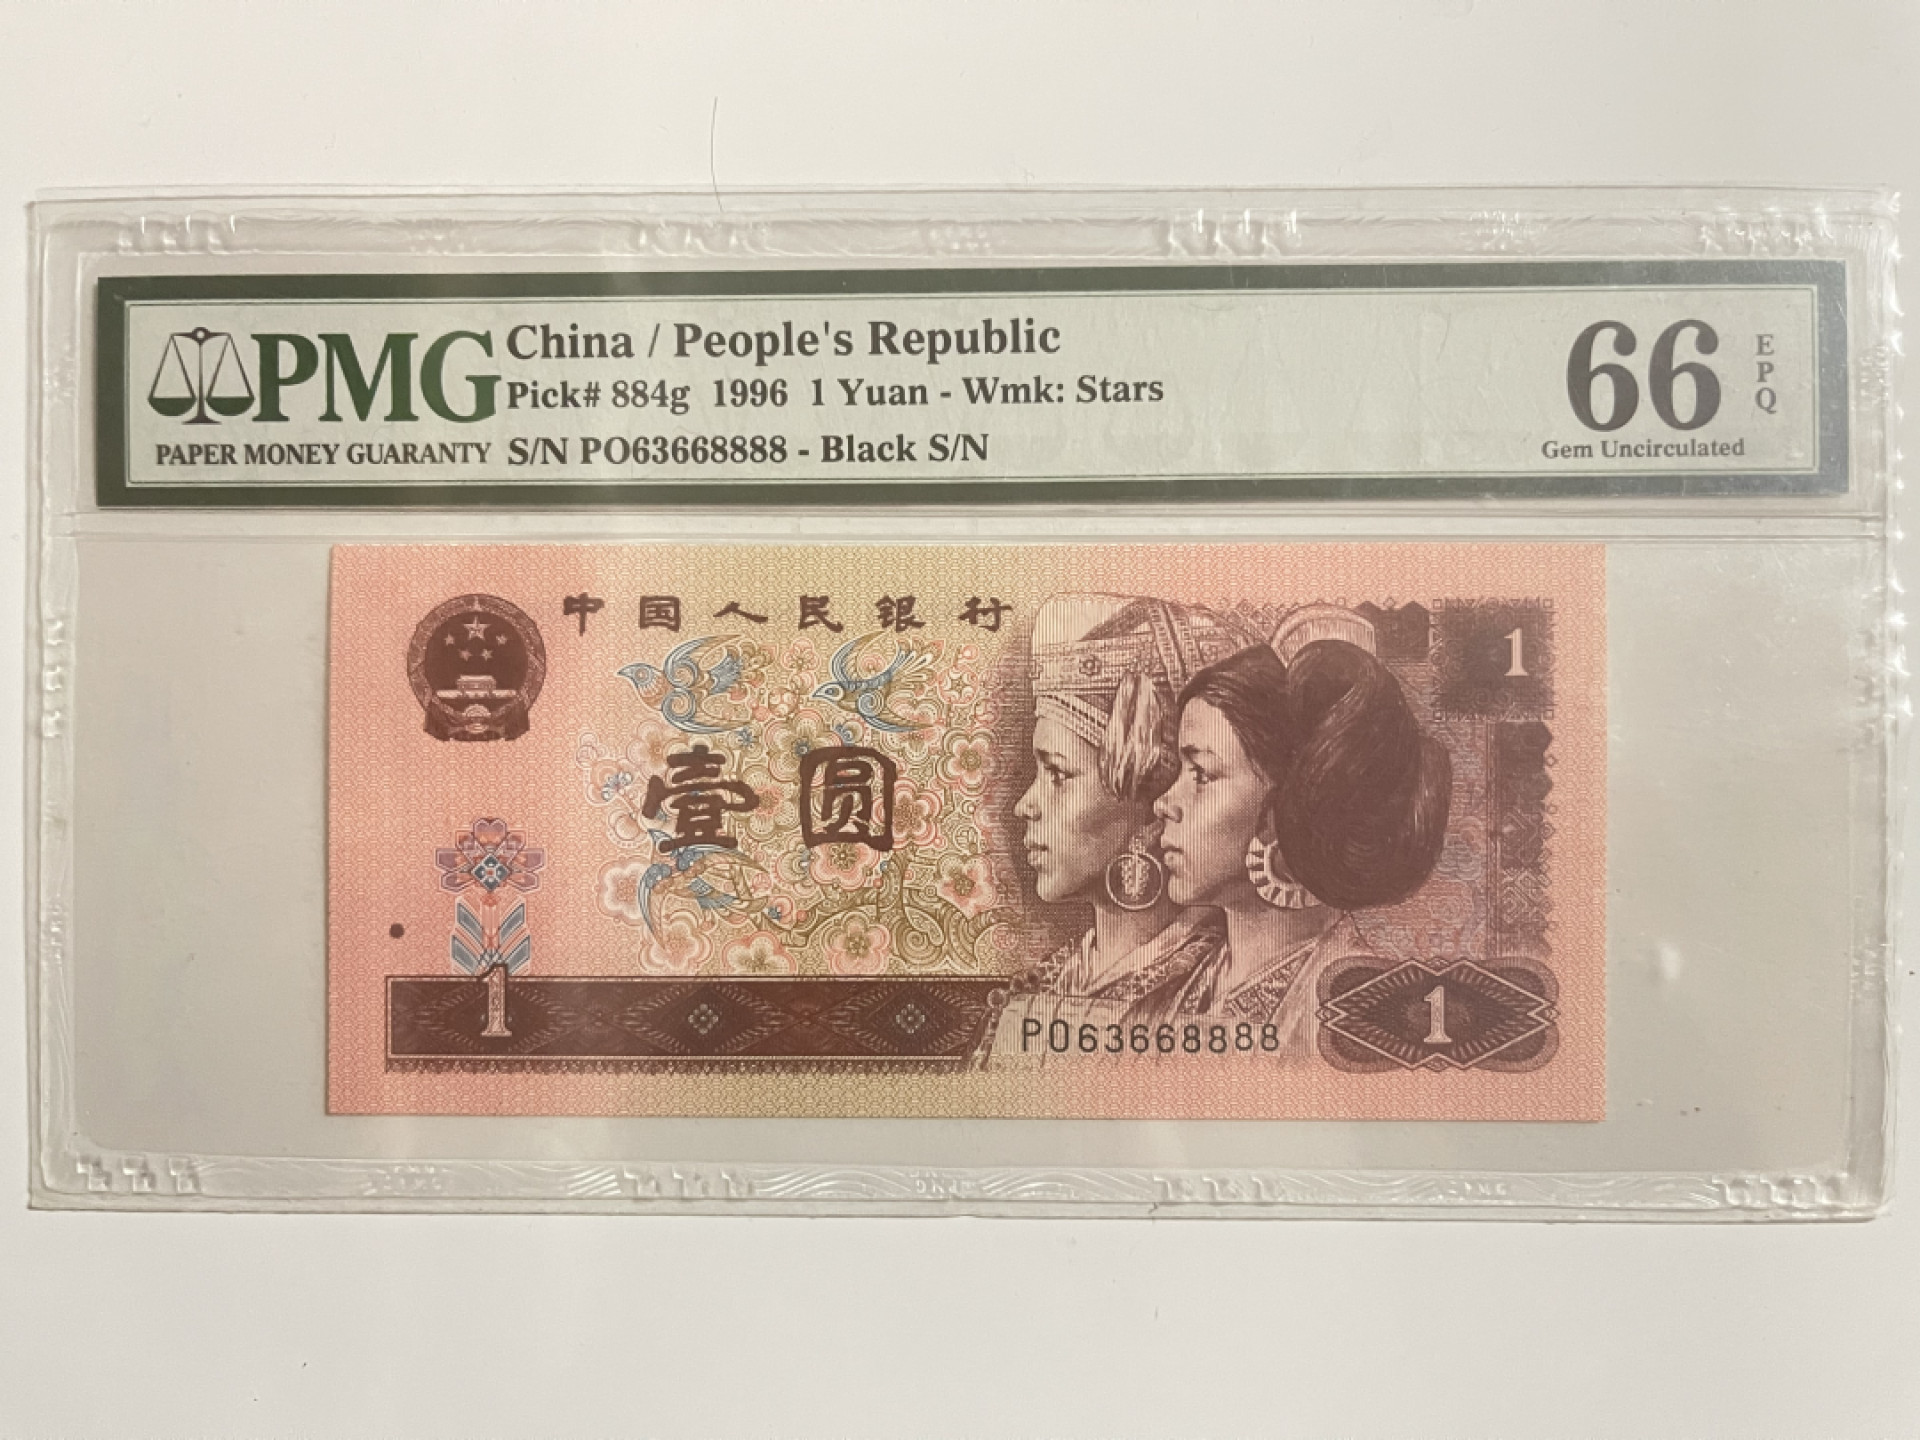 PMG
PAPER MONEY GUARANTY
China / People's Republic
Pick# 884g 1996 1 Yuan - Wmk: Stars
S/N PO63668888 - Black S/N
66
EPQ
Gem Uncirculated
中国人民银行
1
壹圆
1
PO63668888
1